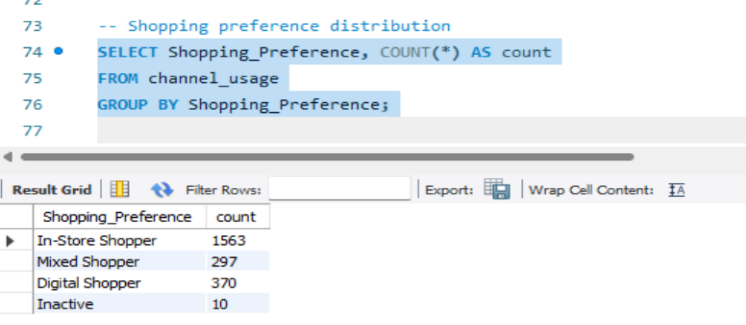 72
73 -- Shopping preference distribution
74 SELECT Shopping_Preference, COUNT(*) AS count
75 FROM channel_usage
76 GROUP BY Shopping_Preference;
77
Result Grid Filter Rows: Export: Wrap Cell Content: IA
Shopping_Preference count
In-Store Shopper 1563
Mixed Shopper 297
Digital Shopper 370
Inactive 10